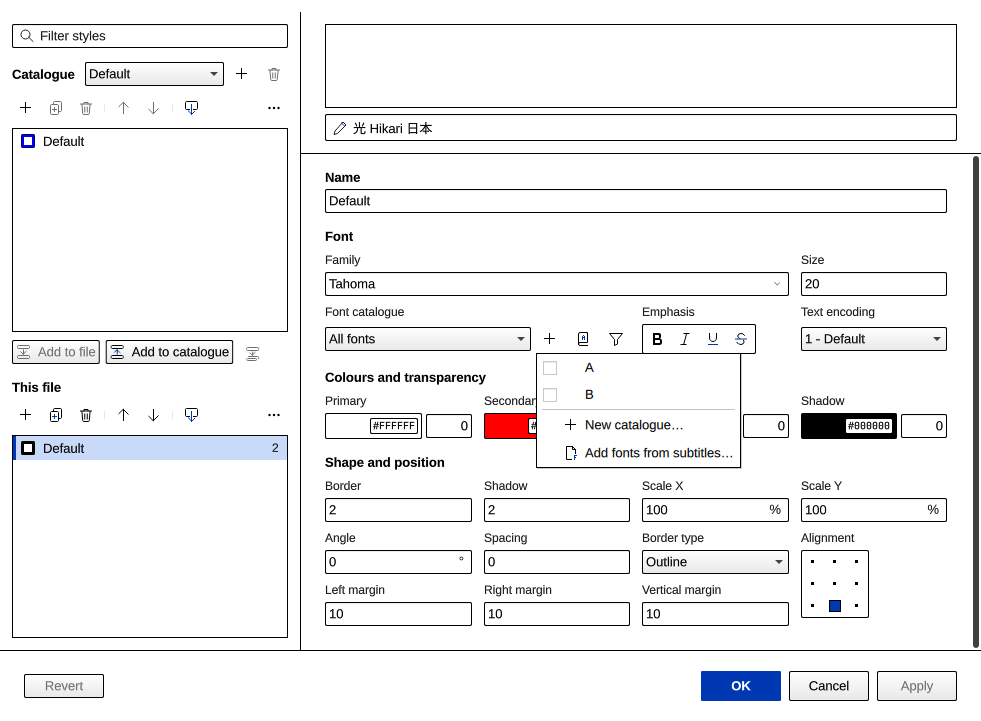 Filter styles
Catalogue
Default
Default
Add to file
Add to catalogue
This file
Default 2
Revert
光 Hikari 日本
Name
Default
Font
Family
Size
Tahoma
20
Font catalogue
Emphasis
Text encoding
All fonts
B I U S
1 - Default
A
B
New catalogue…
Add fonts from subtitles…
Colours and transparency
Primary
Secondar
Shadow
#FFFFFF
0
#
0
#000000
0
Shape and position
Border
Shadow
Scale X
Scale Y
2
2
100 %
100 %
Angle
Spacing
Border type
Alignment
0 °
0
Outline
Left margin
Right margin
Vertical margin
10
10
10
OK
Cancel
Apply